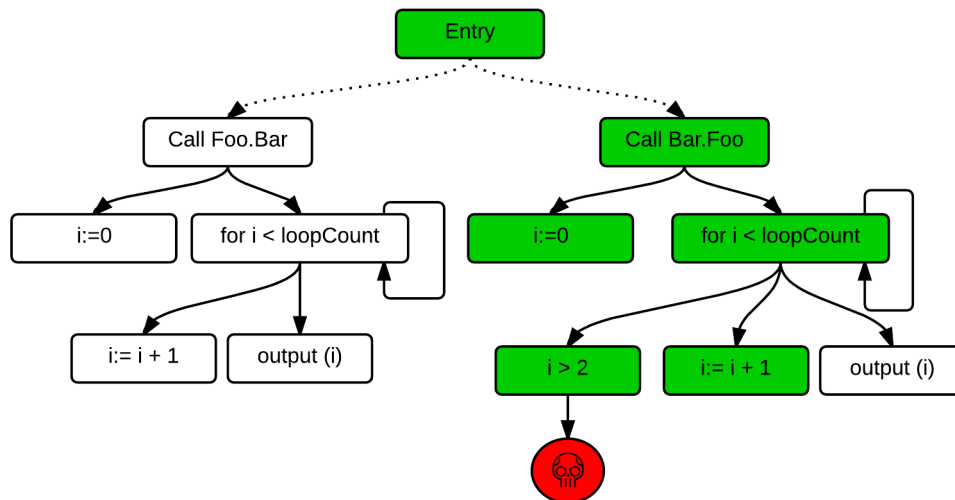 Entry
Call Foo.Bar
Call Bar.Foo
i:=0
for i < loopCount
i:=0
for i < loopCount
i:= i + 1
output (i)
i > 2
i:= i + 1
output (i)